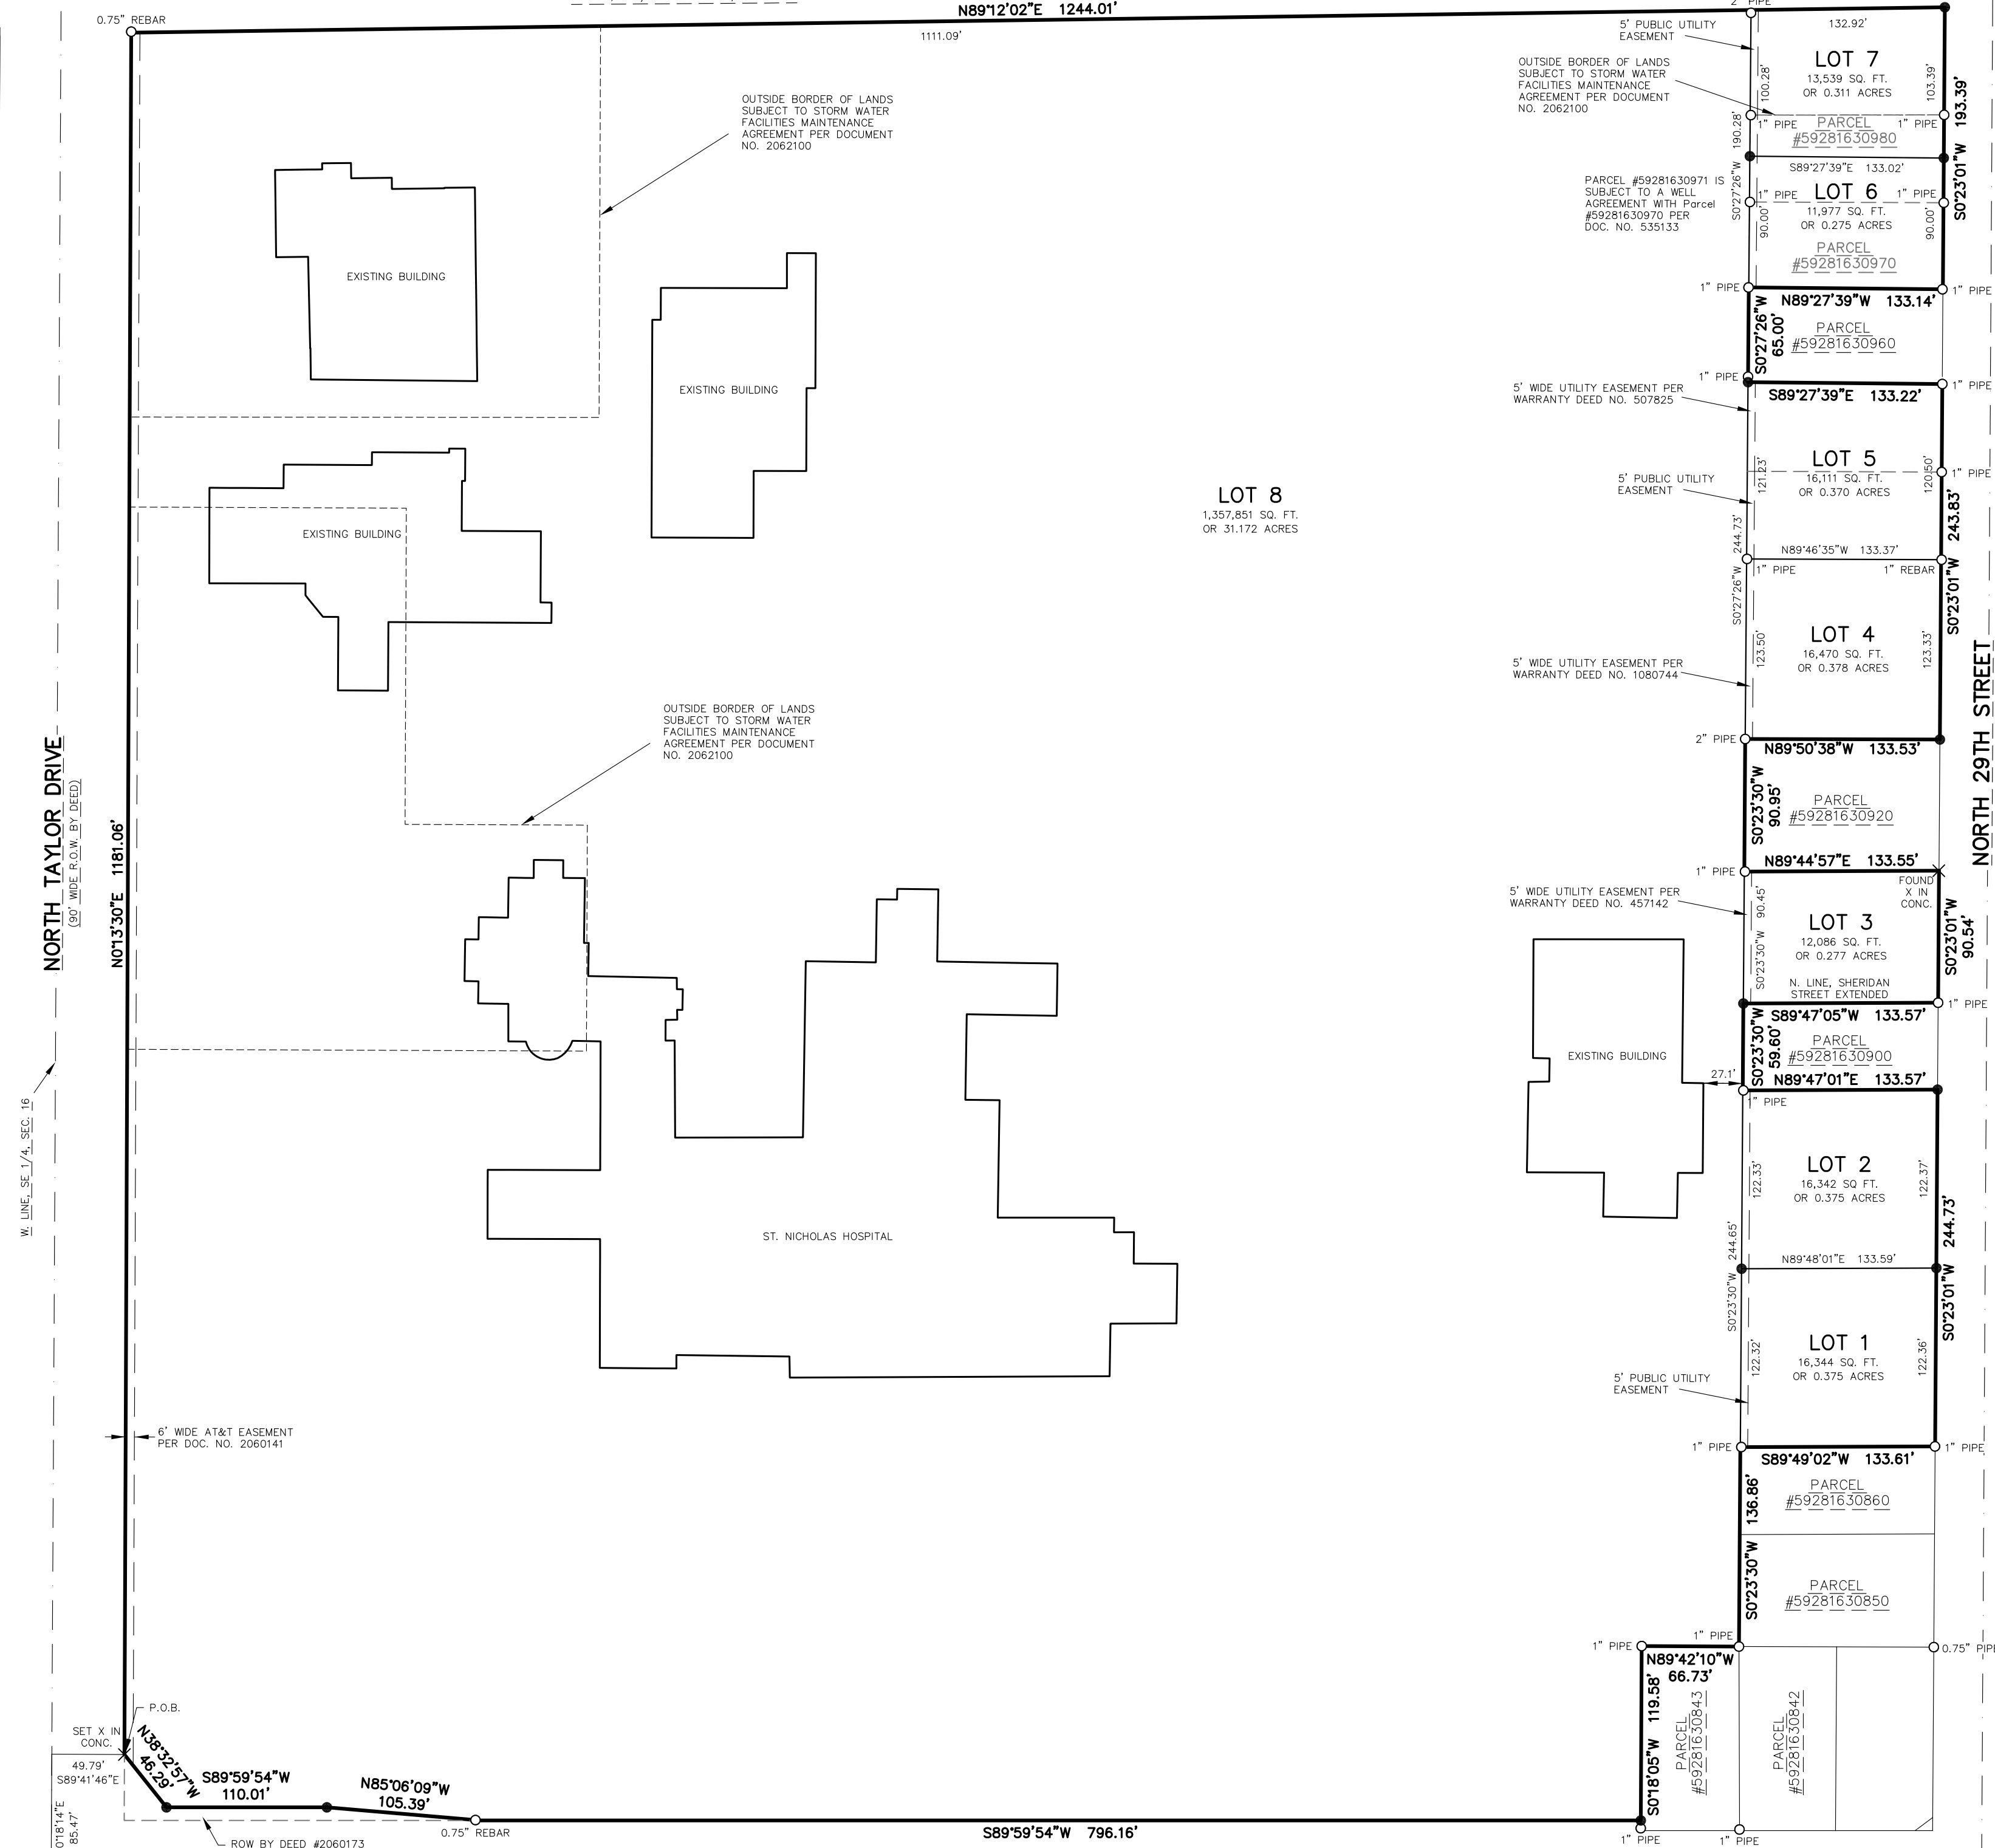 N89°12'02"E 1244.01'
1111.09'
0.75" REBAR
2" PIPE
132.92'
5' PUBLIC UTILITY
EASEMENT
LOT 7
13,539 SQ. FT.
OR 0.311 ACRES
100.28'
103.39'
193.39'
S0°23'01"W
OUTSIDE BORDER OF LANDS
SUBJECT TO STORM WATER
FACILITIES MAINTENANCE
AGREEMENT PER DOCUMENT
NO. 2062100
1" PIPE
1" PIPE
PARCEL
#59281630980
190.28'
S0°27'26"W
S89°27'39"E 133.02'
PARCEL #59281630971 IS
SUBJECT TO A WELL
AGREEMENT WITH Parcel
#59281630970 PER
DOC. NO. 535133
1" PIPE
LOT 6
1" PIPE
11,977 SQ. FT.
OR 0.275 ACRES
90.00'
90.00'
PARCEL
#59281630970
1" PIPE
1" PIPE
N89°27'39"W 133.14'
S0°27'26"W
65.00'
PARCEL
#59281630960
1" PIPE
1" PIPE
S89°27'39"E 133.22'
5' WIDE UTILITY EASEMENT PER
WARRANTY DEED NO. 507825
OUTSIDE BORDER OF LANDS
SUBJECT TO STORM WATER
FACILITIES MAINTENANCE
AGREEMENT PER DOCUMENT
NO. 2062100
EXISTING BUILDING
EXISTING BUILDING
EXISTING BUILDING
LOT 8
1,357,851 SQ. FT.
OR 31.172 ACRES
5' PUBLIC UTILITY
EASEMENT
LOT 5
16,111 SQ. FT.
OR 0.370 ACRES
121.23'
120.50'
1" PIPE
243.83'
S0°23'01"W
244.73'
S0°27'26"W
N89°46'35"W 133.37'
1" PIPE
1" REBAR
LOT 4
16,470 SQ. FT.
OR 0.378 ACRES
123.50'
123.33'
5' WIDE UTILITY EASEMENT PER
WARRANTY DEED NO. 1080744
2" PIPE
N89°50'38"W 133.53'
S0°23'30"W
90.95'
PARCEL
#59281630920
NORTH 29TH STREET
OUTSIDE BORDER OF LANDS
SUBJECT TO STORM WATER
FACILITIES MAINTENANCE
AGREEMENT PER DOCUMENT
NO. 2062100
NORTH TAYLOR DRIVE
(90' WIDE R.O.W. BY DEED)
N0°13'30"E 1181.06'
1" PIPE
N89°44'57"E 133.55'
FOUND
X IN
CONC.
5' WIDE UTILITY EASEMENT PER
WARRANTY DEED NO. 457142
90.45'
S0°23'30"W
LOT 3
12,086 SQ. FT.
OR 0.277 ACRES
N. LINE, SHERIDAN
STREET EXTENDED
S0°23'01"W
90.54'
1" PIPE
S89°47'05"W 133.57'
S0°23'30"W
59.60'
PARCEL
#59281630900
N89°47'01"E 133.57'
EXISTING BUILDING
27.1'
1" PIPE
W. LINE, SE 1/4, SEC. 16
LOT 2
16,342 SQ FT.
OR 0.375 ACRES
122.33'
122.37'
244.73'
S0°23'01"W
244.65'
S0°23'30"W
N89°48'01"E 133.59'
ST. NICHOLAS HOSPITAL
LOT 1
16,344 SQ. FT.
OR 0.375 ACRES
122.32'
122.36'
5' PUBLIC UTILITY
EASEMENT
6' WIDE AT&T EASEMENT
PER DOC. NO. 2060141
1" PIPE
1" PIPE
S89°49'02"W 133.61'
136.86'
S0°23'30"W
PARCEL
#59281630860
PARCEL
#59281630850
1" PIPE
1" PIPE
0.75" PIPE
N89°42'10"W
66.73'
S0°18'05"W 119.58'
PARCEL
#59281630843
PARCEL
#59281630842
P.O.B.
SET X IN
CONC.
49.79'
S89°41'46"E
0°18'14"E
85.47'
N38°32'57"W
46.29'
S89°59'54"W
110.01'
N85°06'09"W
105.39'
0.75" REBAR
ROW BY DEED #2060173
S89°59'54"W 796.16'
1" PIPE
1" PIPE